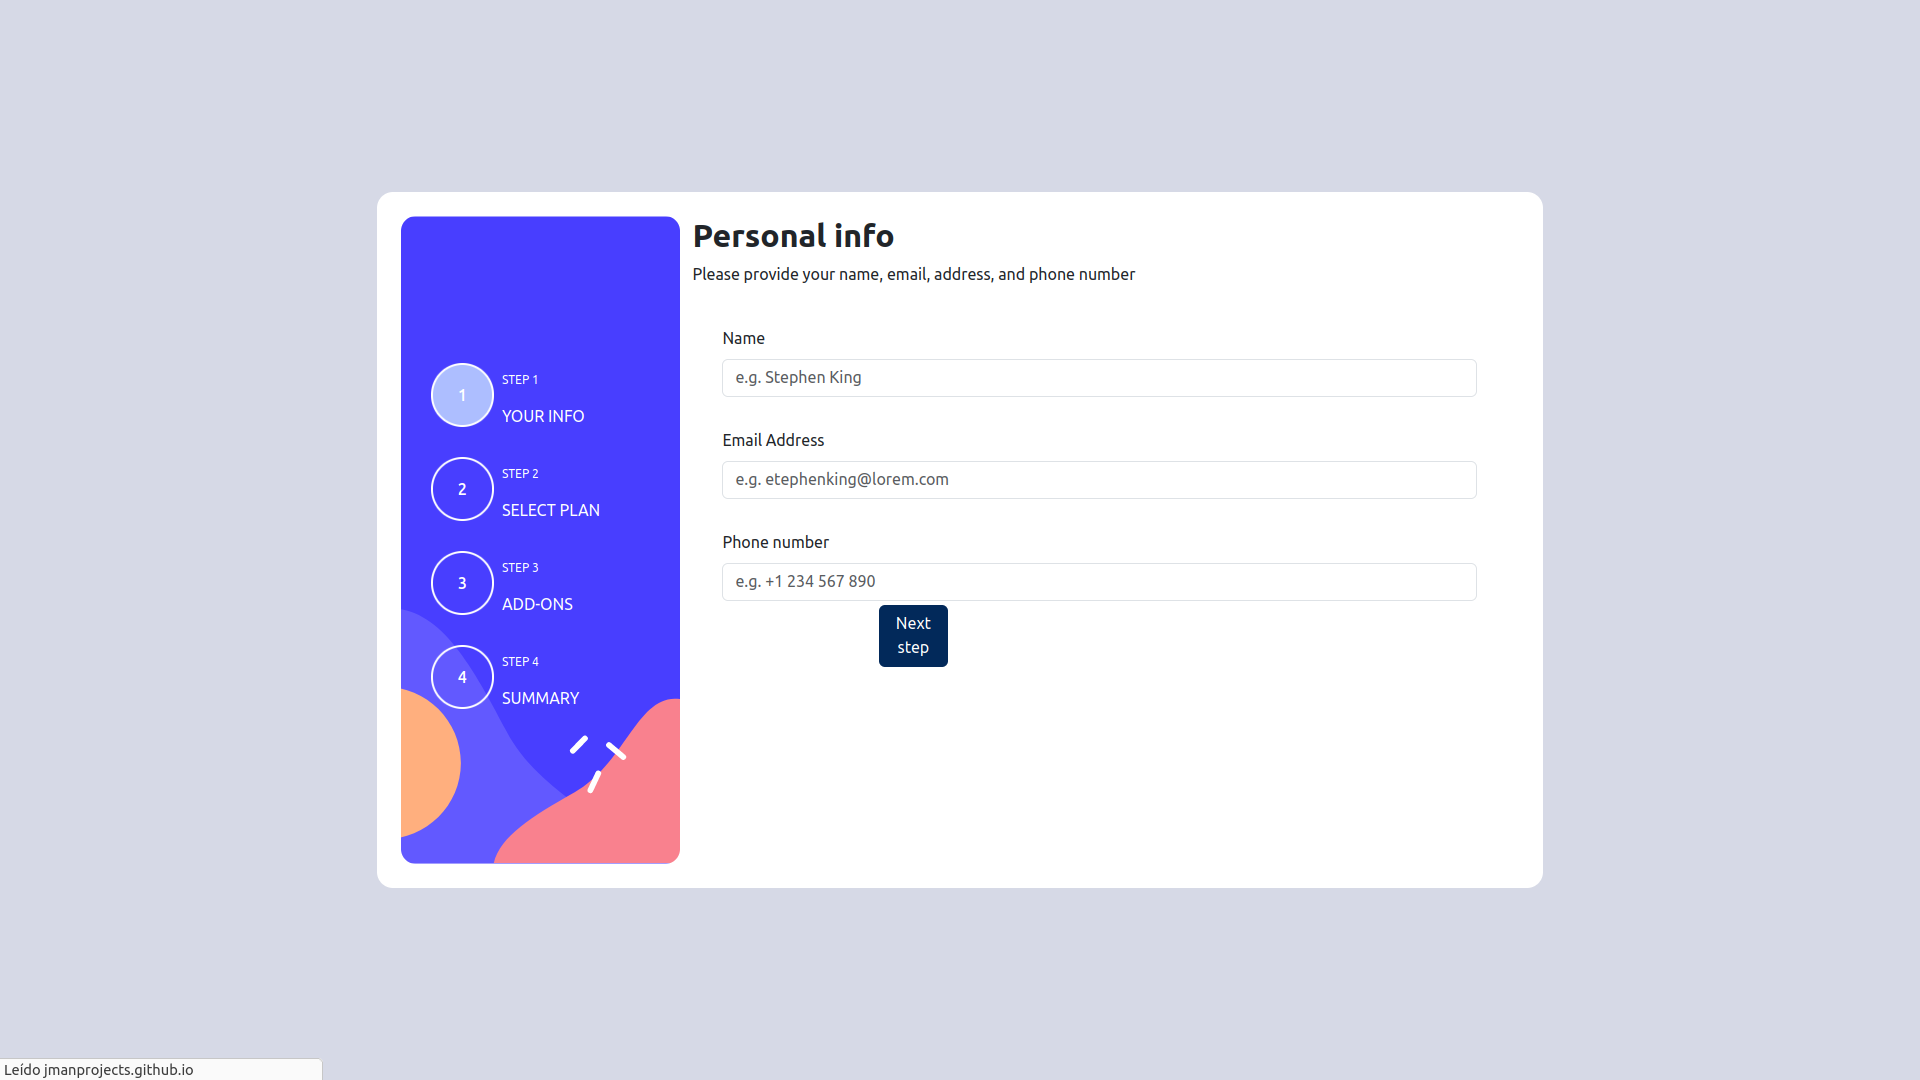 1
STEP 1
YOUR INFO
2
STEP 2
SELECT PLAN
3
STEP 3
ADD-ONS
4
STEP 4
SUMMARY
Personal info
Please provide your name, email, address, and phone number
Name
e.g. Stephen King
Email Address
e.g. etephenking@lorem.com
Phone number
e.g. +1 234 567 890
Next
step
Leído jmanprojects.github.io